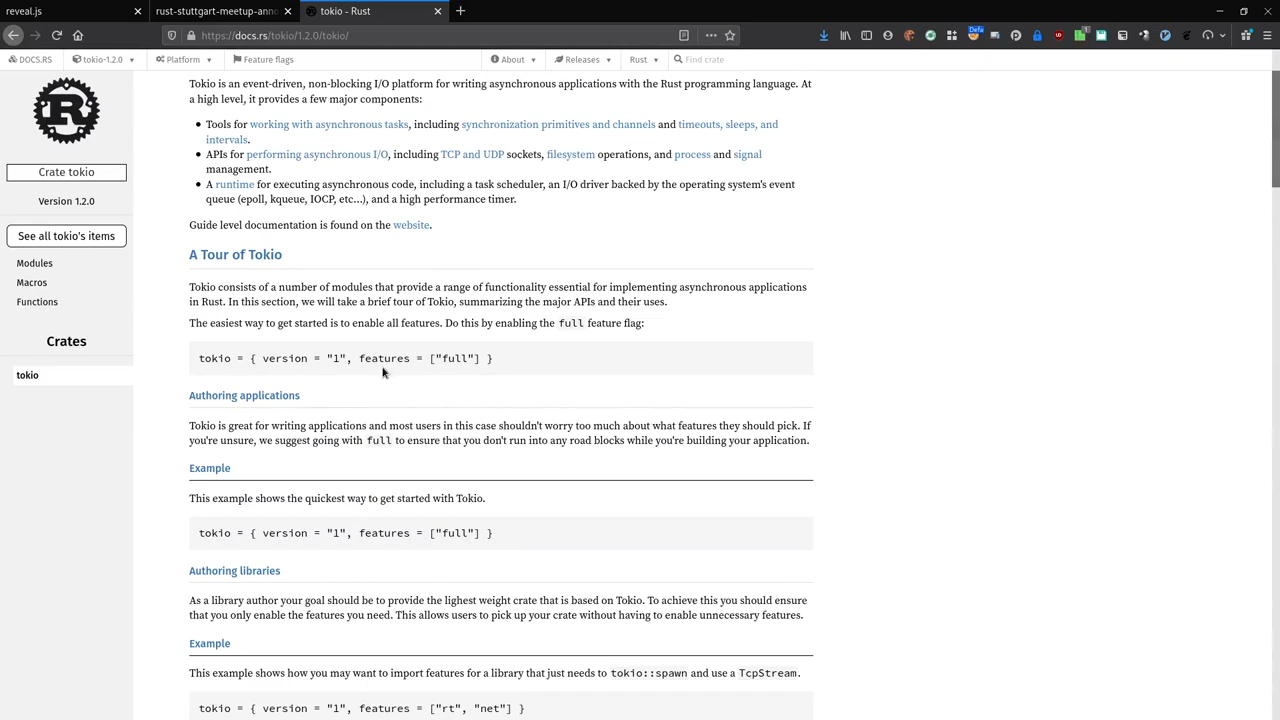 reveal.js
rust-stuttgart-meetup-anno
tokio - Rust
https://docs.rs/tokio/1.2.0/tokio/
DOCS.RS
tokio-1.2.0
Platform
Feature flags
About
Releases
Rust
Find crate
Crate tokio
Version 1.2.0
See all tokio's items
Modules
Macros
Functions
Crates
tokio
Tokio is an event-driven, non-blocking I/O platform for writing asynchronous applications with the Rust programming language. At
a high level, it provides a few major components:
Tools for working with asynchronous tasks, including synchronization primitives and channels and timeouts, sleeps, and
intervals.
APIs for performing asynchronous I/O, including TCP and UDP sockets, filesystem operations, and process and signal
management.
A runtime for executing asynchronous code, including a task scheduler, an I/O driver backed by the operating system's event
queue (epoll, kqueue, IOCP, etc...), and a high performance timer.
Guide level documentation is found on the website.
A Tour of Tokio
Tokio consists of a number of modules that provide a range of functionality essential for implementing asynchronous applications
in Rust. In this section, we will take a brief tour of Tokio, summarizing the major APIs and their uses.
The easiest way to get started is to enable all features. Do this by enabling the full feature flag:
tokio = { version = "1", features = ["full"] }
Authoring applications
Tokio is great for writing applications and most users in this case shouldn't worry too much about what features they should pick. If
you're unsure, we suggest going with full to ensure that you don't run into any road blocks while you're building your application.
Example
This example shows the quickest way to get started with Tokio.
tokio = { version = "1", features = ["full"] }
Authoring libraries
As a library author your goal should be to provide the lighest weight crate that is based on Tokio. To achieve this you should ensure
that you only enable the features you need. This allows users to pick up your crate without having to enable unnecessary features.
Example
This example shows how you may want to import features for a library that just needs to tokio::spawn and use a TcpStream.
tokio = { version = "1", features = ["rt", "net"] }